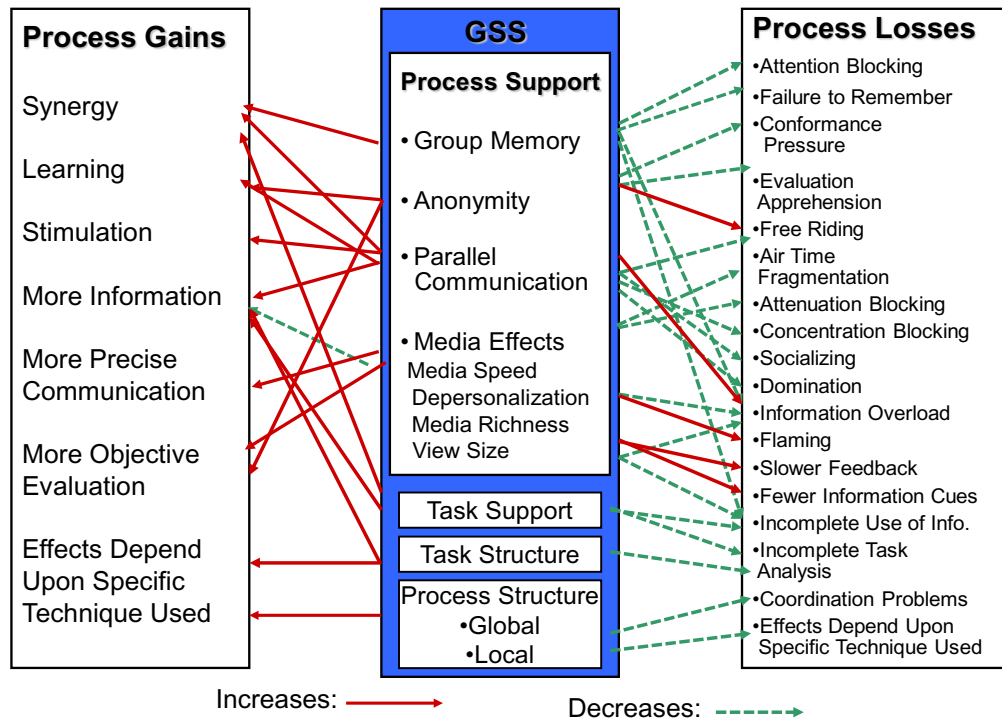 Process Gains
Synergy
Learning
Stimulation
More Information
More Precise
Communication
More Objective
Evaluation
Effects Depend
Upon Specific
Technique Used
GSS
Process Support
• Group Memory
• Anonymity
• Parallel
Communication
• Media Effects
Media Speed
Depersonalization
Media Richness
View Size
Task Support
Task Structure
Process Structure
•Global
•Local
Process Losses
•Attention Blocking
•Failure to Remember
•Conformance
Pressure
•Evaluation
Apprehension
•Free Riding
•Air Time
Fragmentation
•Attenuation Blocking
•Concentration Blocking
•Socializing
•Domination
•Information Overload
•Flaming
•Slower Feedback
•Fewer Information Cues
•Incomplete Use of Info.
•Incomplete Task
Analysis
•Coordination Problems
•Effects Depend Upon
Specific Technique Used
Increases:
Decreases: